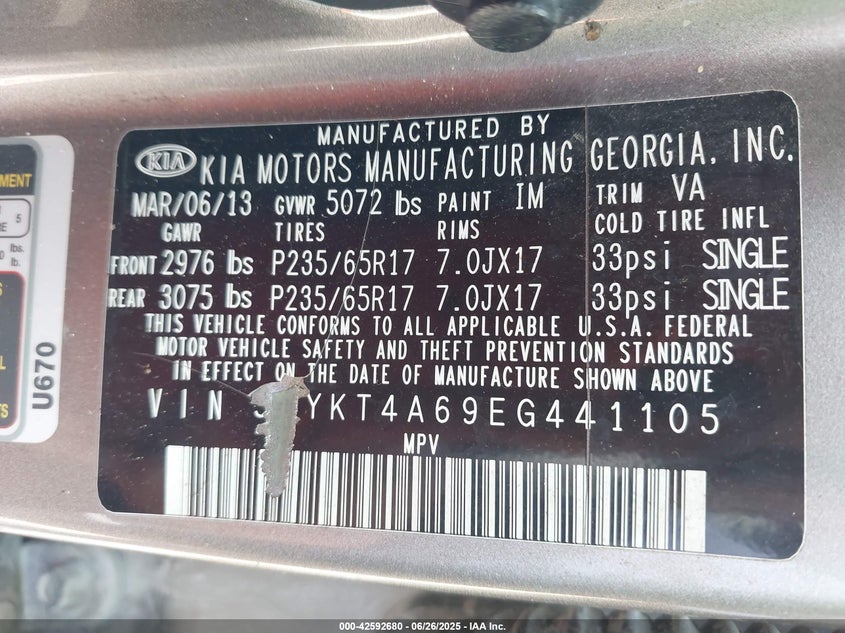 MANUFACTURED BY
KIA KIA MOTORS MANUFACTURING GEORGIA, INC.
MAR/06/13 GVWR 5072 lbs PAINT IM TRIM VA
GAWR TIRES RIMS COLD TIRE INFL
FRONT 2976 lbs P235/65R17 7.0JX17 33psi SINGLE
REAR 3075 lbs P235/65R17 7.0JX17 33psi SINGLE
THIS VEHICLE CONFORMS TO ALL APPLICABLE U.S.A. FEDERAL
MOTOR VEHICLE SAFETY AND THEFT PREVENTION STANDARDS
IN EFFECT ON THE DATE OF MANUFACTURE SHOWN ABOVE
VIN YKT4A69EG441105
MPV
U670
5
lbs.
lb.
000-42592680 - 06/26/2025 - IAA Inc.